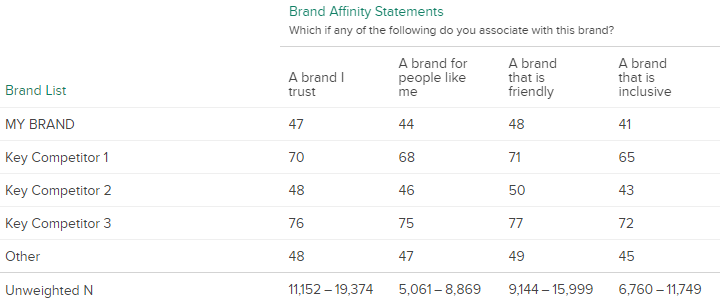 Brand Affinity Statements
Which if any of the following do you associate with this brand?
Brand List
A brand I
trust
A brand for
people like
me
A brand
that is
friendly
A brand
that is
inclusive
MY BRAND 47 44 48 41
Key Competitor 1 70 68 71 65
Key Competitor 2 48 46 50 43
Key Competitor 3 76 75 77 72
Other 48 47 49 45
Unweighted N 11,152 – 19,374 5,061 – 8,869 9,144 – 15,999 6,760 – 11,749